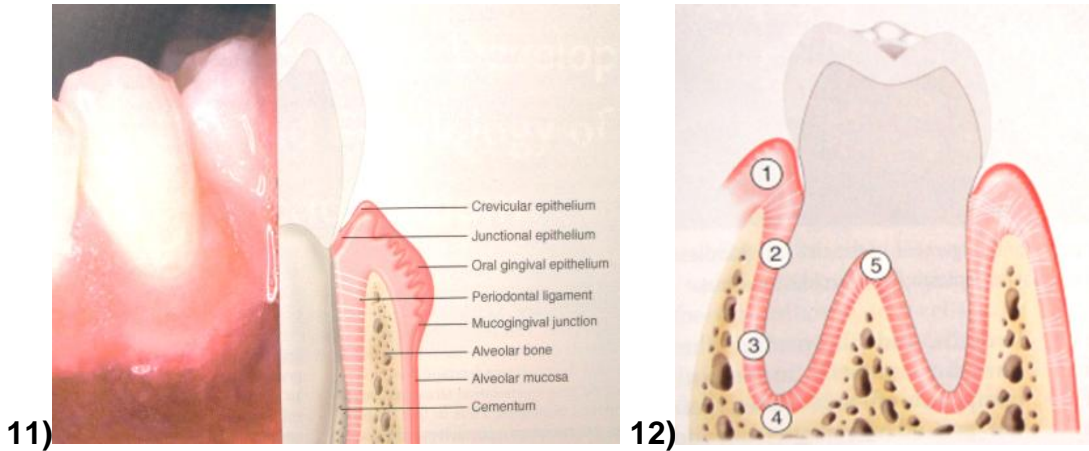 Crevicular epithelium
Junctional epithelium
Oral gingival epithelium
Periodontal ligament
Mucogingival junction
Alveolar bone
Alveolar mucosa
Cementum
11)
1
2
3
4
5
12)